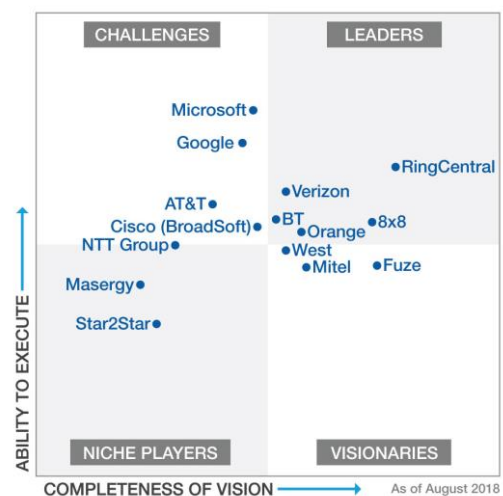 CHALLENGES
LEADERS
Microsoft
Google
RingCentral
Verizon
AT&T
BT
8x8
Cisco (BroadSoft)
Orange
NTT Group
West
Mitel
Fuze
Masergy
Star2Star
ABILITY TO EXECUTE
NICHE PLAYERS
VISIONARIES
COMPLETENESS OF VISION
As of August 2018